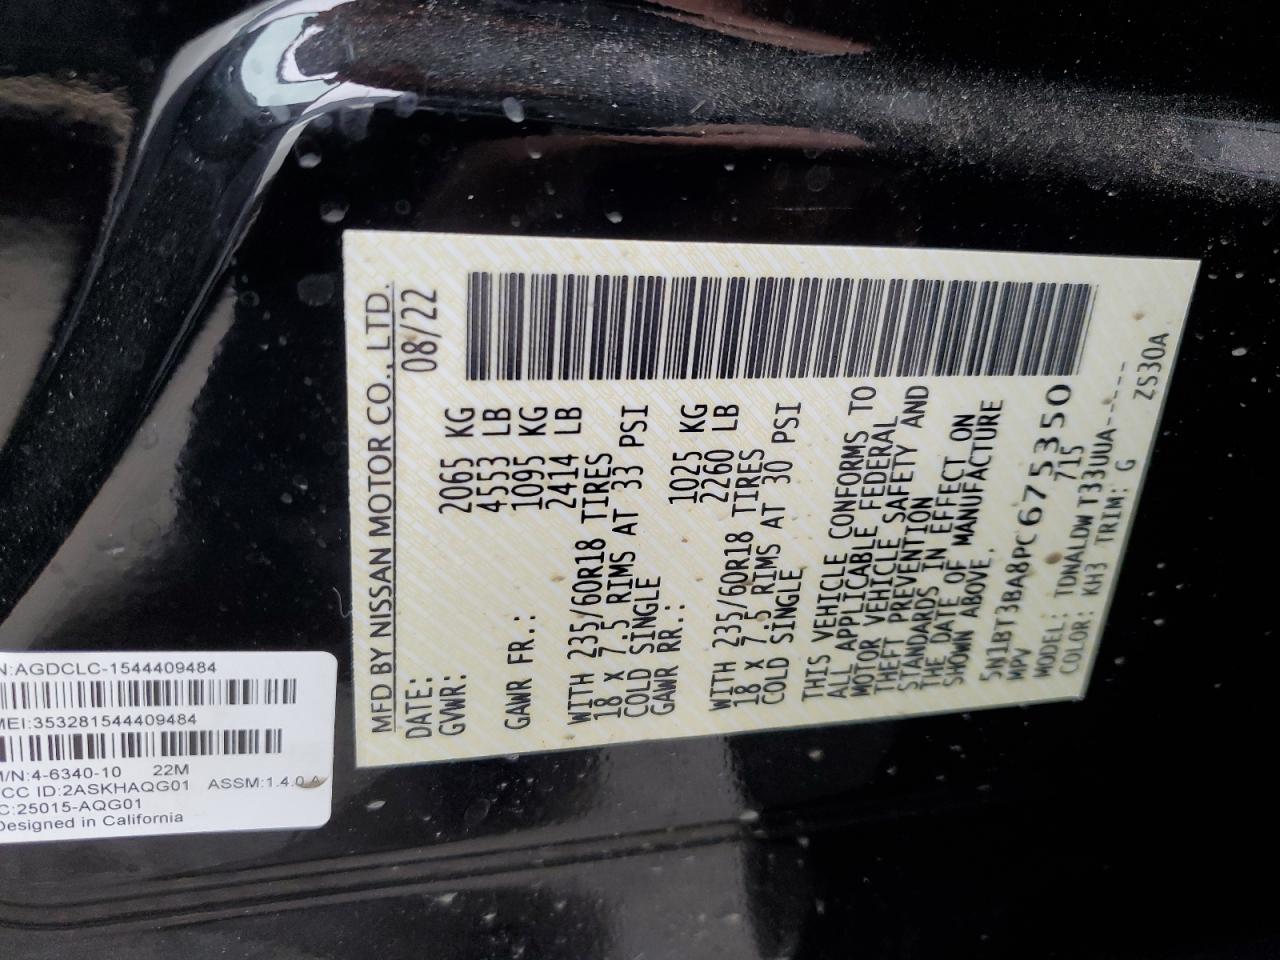 MFD BY NISSAN MOTOR CO., LTD.
DATE: 08/22
GVWR: 2065 KG
4553 LB
GAWR FR.: 1095 KG
2414 LB
WITH 235/60R18 TIRES
18 X 7.5 RIMS AT 33 PSI
COLD SINGLE
GAWR RR.: 1025 KG
2260 LB
WITH 235/60R18 TIRES
18 X 7.5 RIMS AT 30 PSI
COLD SINGLE
THIS VEHICLE CONFORMS TO
ALL APPLICABLE FEDERAL
MOTOR VEHICLE SAFETY AND
THEFT PREVENTION
STANDARDS IN EFFECT ON
THE DATE OF MANUFACTURE
SHOWN ABOVE.
5N1BT3BA8PC675350
MPV 715
MODEL: TDNALDWT33UUA-----
COLOR: KH3 TRIM: G ZS30A
N:AGDCLC-1544409484
MEI:353281544409484
M/N:4-6340-10 22M
CC ID:2ASKHAQG01 ASSM:1.4.0.A
C:25015-AQG01
Designed in California